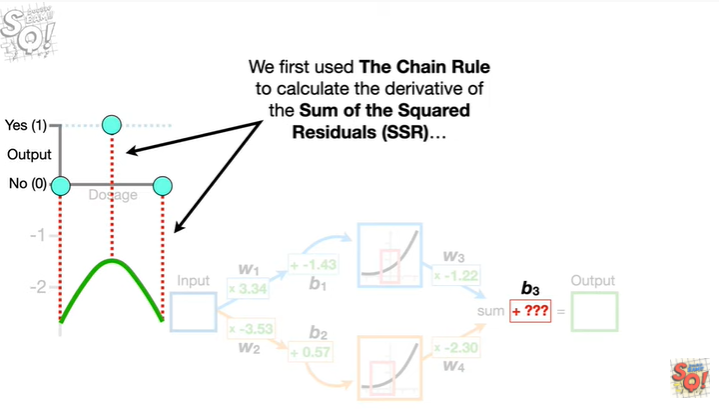 We first used The Chain Rule
to calculate the derivative of
the Sum of the Squared
Residuals (SSR)...
Yes (1)
Output
No (0)
Dosage
-1
-2
Input
W1
x 3.34
+ -1.43
b1
W3
x -1.22
b3
sum + ??? =
Output
x -3.53
W2
b2
+ 0.57
x -2.30
W4
SQ!